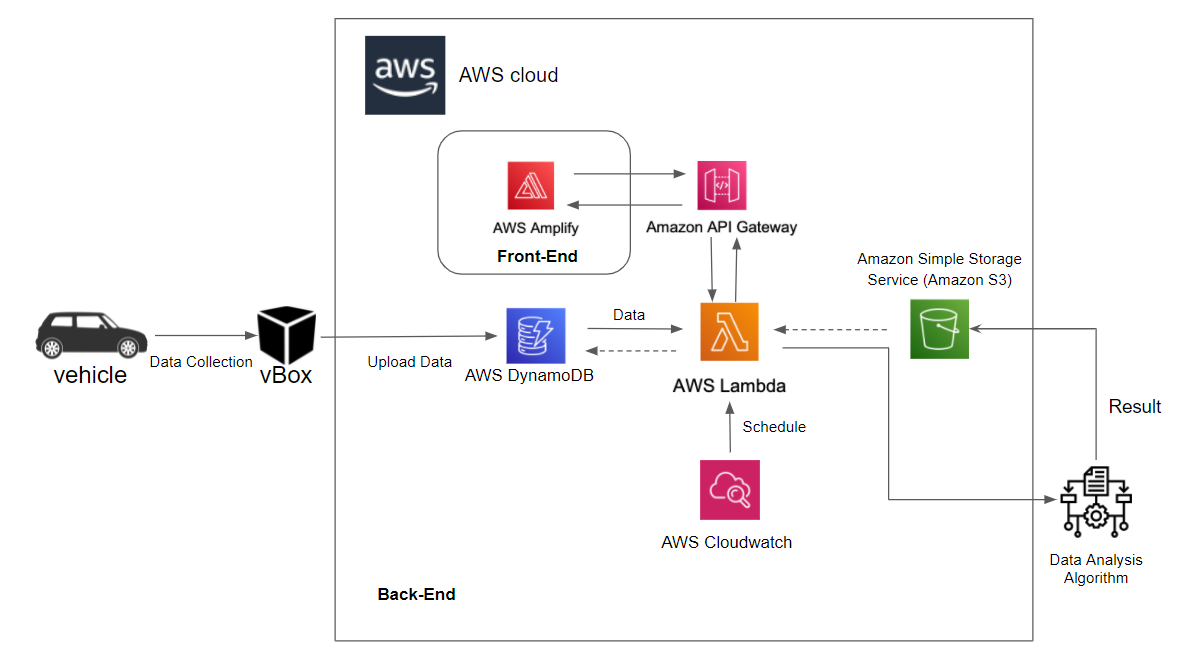 aws
AWS cloud
AWS Amplify
Front-End
Amazon API Gateway
Amazon Simple Storage
Service (Amazon S3)
vehicle
Data Collection
vBox
Upload Data
AWS DynamoDB
Data
AWS Lambda
Schedule
AWS Cloudwatch
Result
Data Analysis
Algorithm
Back-End